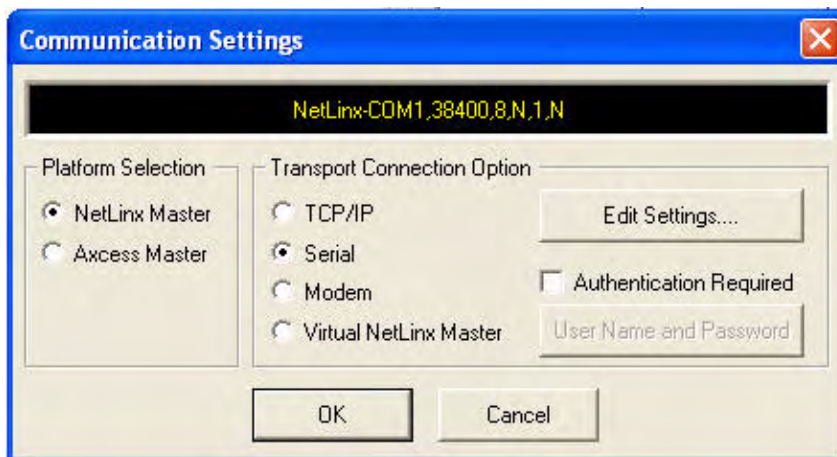 Communication Settings
NetLinx-COM1,38400,8,N,1,N
Platform Selection
NetLinx Master
Axcess Master
Transport Connection Option
TCP/IP
Serial
Modem
Virtual NetLinx Master
Edit Settings....
Authentication Required
User Name and Password
OK
Cancel